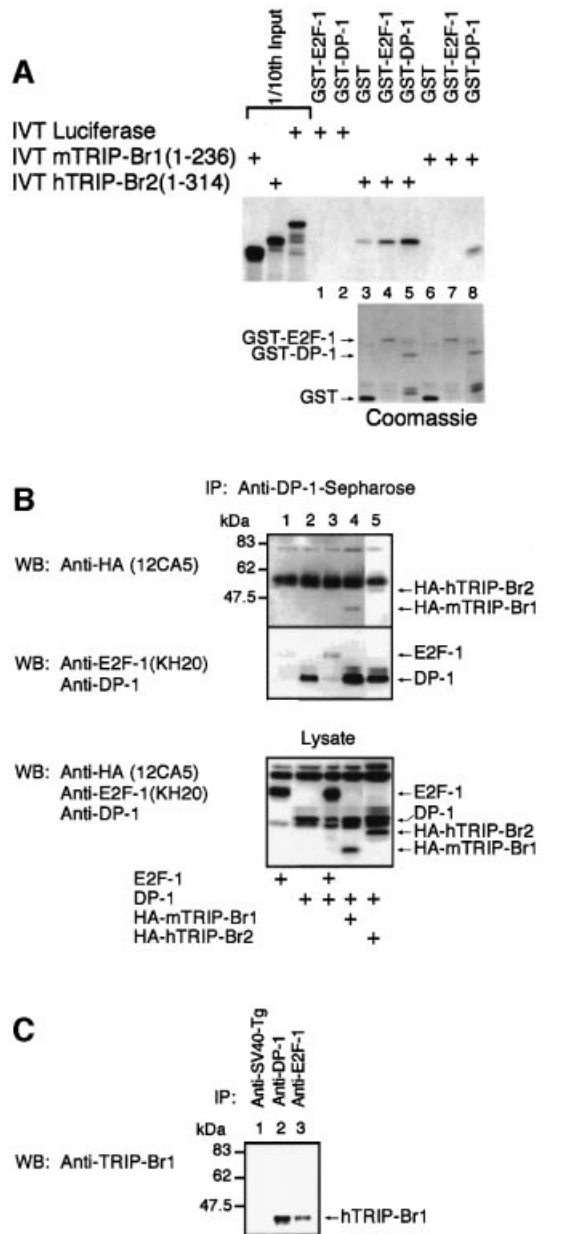 A
1/10th Input
GST-E2F-1
GST-DP-1
GST
GST-E2F-1
GST-DP-1
GST
GST-E2F-1
GST-DP-1
IVT Luciferase + + +
IVT mTRIP-Br1(1-236) + + + +
IVT hTRIP-Br2(1-314) + + + +
1 2 3 4 5 6 7 8
GST-E2F-1
GST-DP-1
GST
Coomassie
B
IP: Anti-DP-1-Sepharose
kDa 1 2 3 4 5
83
WB: Anti-HA (12CA5)
62
HA-hTRIP-Br2
47.5
HA-mTRIP-Br1
WB: Anti-E2F-1(KH20)
E2F-1
Anti-DP-1
DP-1
Lysate
WB: Anti-HA (12CA5)
Anti-E2F-1(KH20)
E2F-1
Anti-DP-1
DP-1
HA-hTRIP-Br2
HA-mTRIP-Br1
E2F-1 + +
DP-1 + + + +
HA-mTRIP-Br1 +
HA-hTRIP-Br2 +
C
IP:
Anti-SV40-Tg
Anti-DP-1
Anti-E2F-1
kDa 1 2 3
83
WB: Anti-TRIP-Br1
62
47.5
hTRIP-Br1